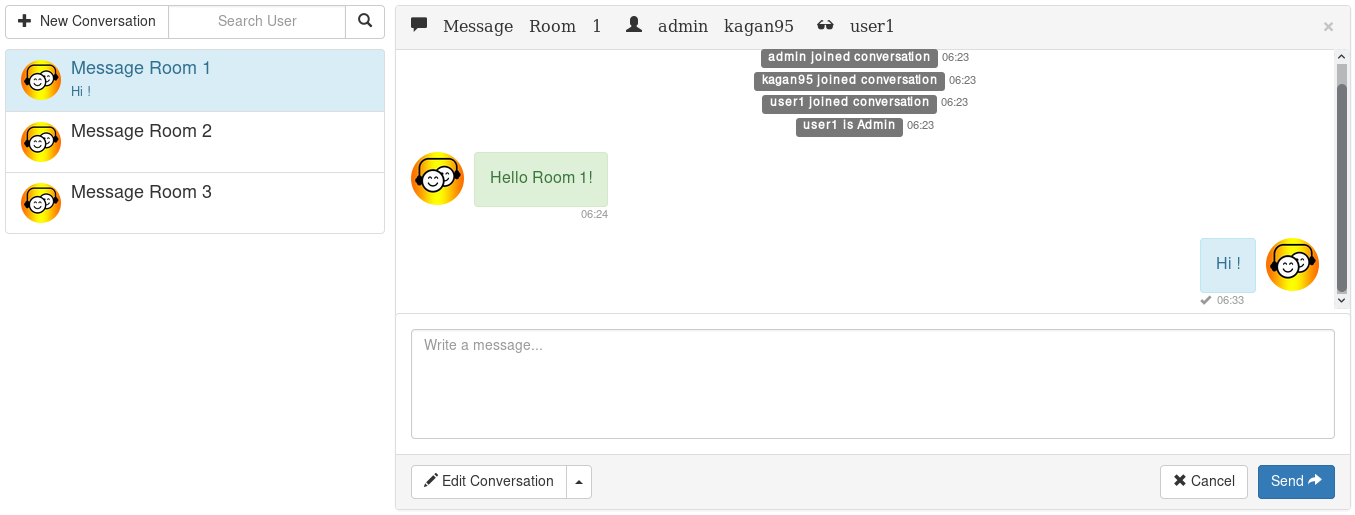 New Conversation Search User
Message Room 1
Hi !
Message Room 2
Message Room 3
Message Room 1 admin kagan95 user1 ×
admin joined conversation 06:23
kagan95 joined conversation 06:23
user1 joined conversation 06:23
user1 is Admin 06:23
Hello Room 1!
06:24
Hi !
06:33
Write a message...
Edit Conversation Cancel Send